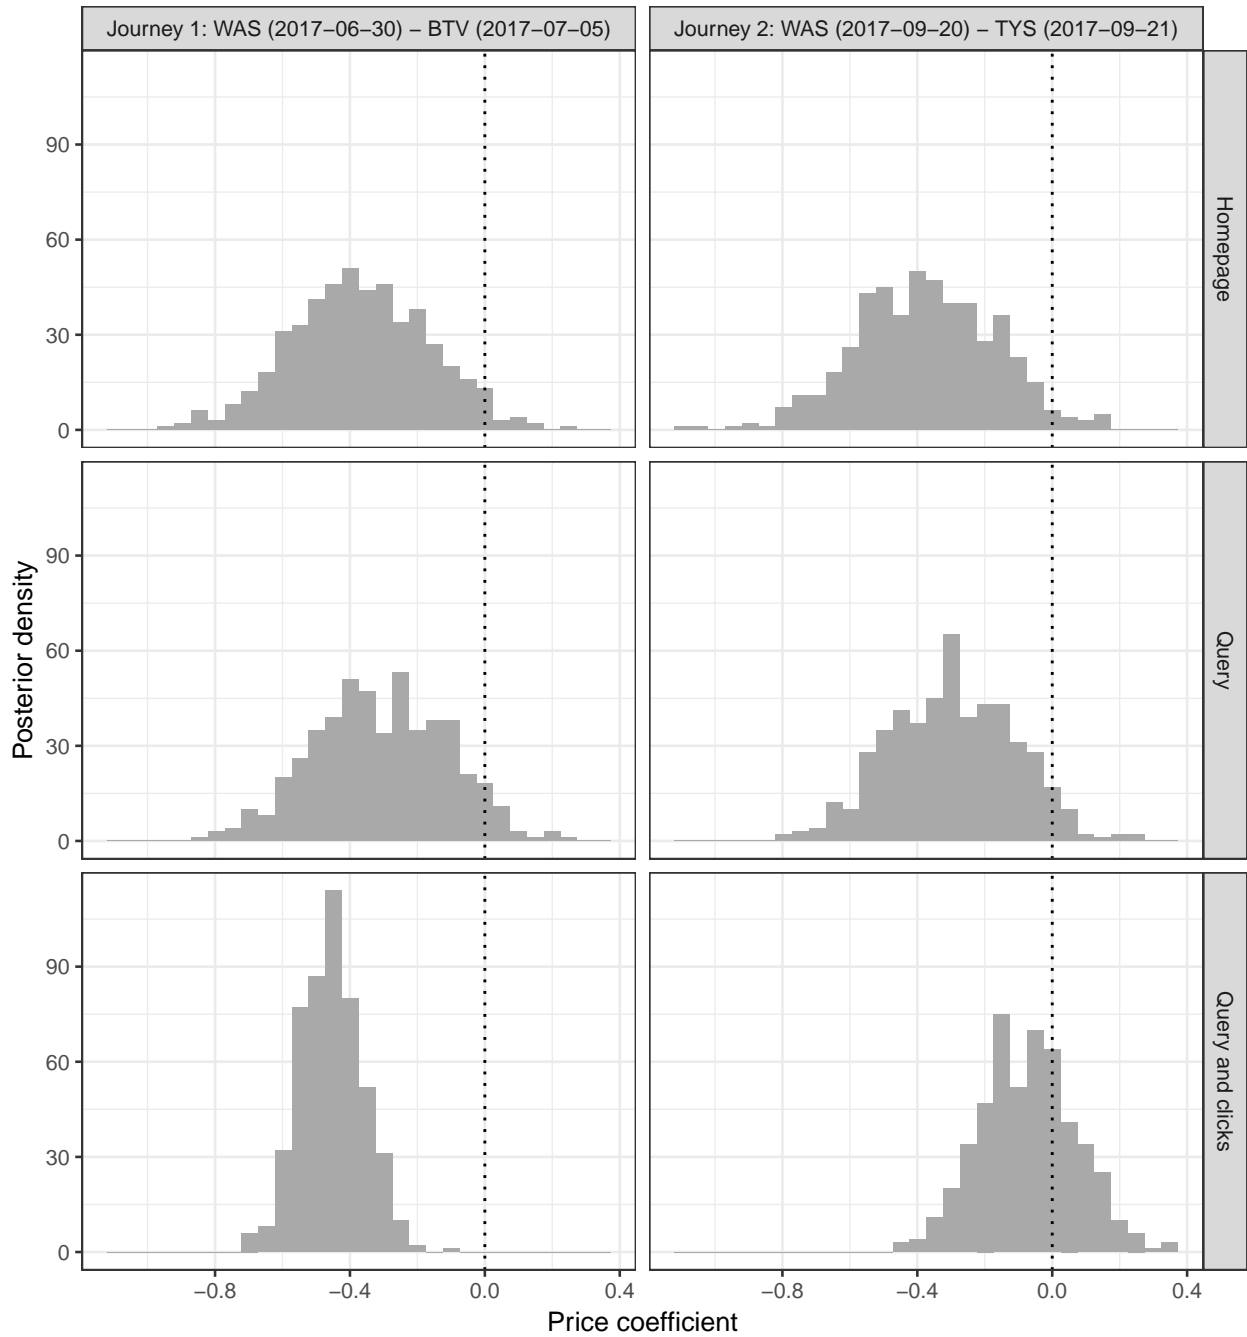 Journey 1: WAS (2017−06−30) − BTV (2017−07−05)
Journey 2: WAS (2017−09−20) − TYS (2017−09−21)
90
60
30
0
Homepage
90
60
30
0
Query
90
60
30
0
Query and clicks
Posterior density
−0.8
−0.4
0.0
0.4
−0.8
−0.4
0.0
0.4
Price coefficient